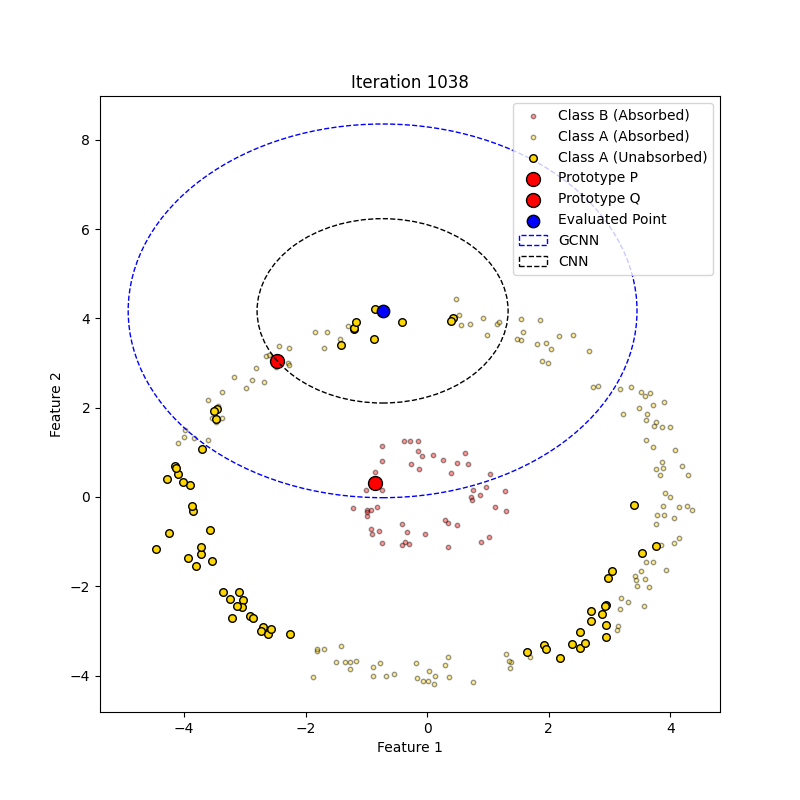 Iteration 1038
Class B (Absorbed)
Class A (Absorbed)
Class A (Unabsorbed)
Prototype P
Prototype Q
Evaluated Point
GCNN
CNN
Feature 2
8
6
4
2
0
−2
−4
−4
−2
0
2
4
Feature 1